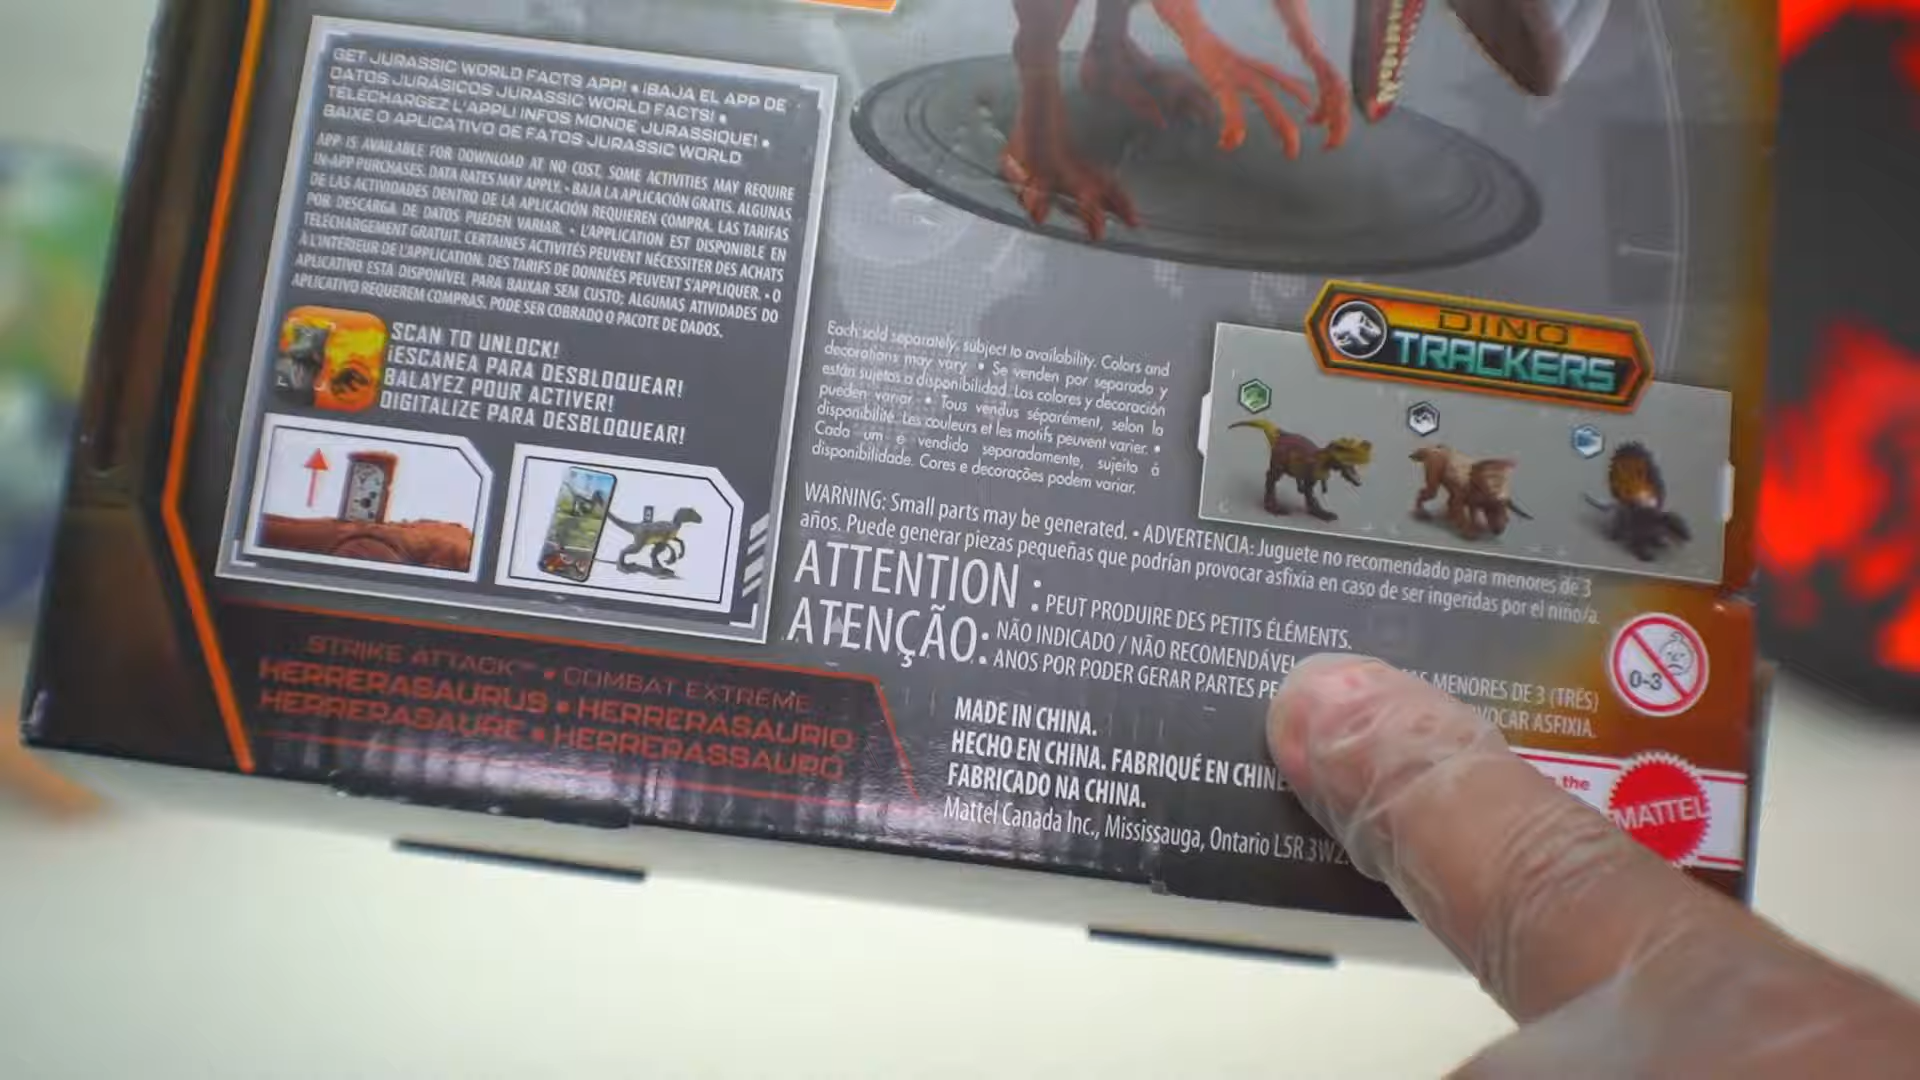 GET JURASSIC WORLD FACTS APP! • ¡BAJA EL APP DE
DATOS JURÁSICOS JURASSIC WORLD FACTS! •
TÉLÉCHARGEZ L'APPLI INFOS MONDE JURASSIQUE! •
BAIXE O APLICATIVO DE FATOS JURASSIC WORLD
APP IS AVAILABLE FOR DOWNLOAD AT NO COST. SOME ACTIVITIES MAY REQUIRE
IN-APP PURCHASES. DATA RATES MAY APPLY. • BAJA LA APLICACIÓN GRATIS. ALGUNAS
DE LAS ACTIVIDADES DENTRO DE LA APLICACIÓN REQUIEREN COMPRA. LAS TARIFAS
POR DESCARGA DE DATOS PUEDEN VARIAR. • L'APPLICATION EST DISPONIBLE EN
TÉLÉCHARGEMENT GRATUIT. CERTAINES ACTIVITÉS PEUVENT NÉCESSITER DES ACHATS
À L'INTÉRIEUR DE L'APPLICATION. DES TARIFS DE DONNÉES PEUVENT S'APPLIQUER. • O
APLICATIVO ESTÁ DISPONÍVEL PARA BAIXAR SEM CUSTO; ALGUMAS ATIVIDADES DO
APLICATIVO REQUEREM COMPRAS. PODE SER COBRADO O PACOTE DE DADOS.
SCAN TO UNLOCK!
¡ESCANEA PARA DESBLOQUEAR!
BALAYEZ POUR ACTIVER!
DIGITALIZE PARA DESBLOQUEAR!
STRIKE ATTACK™ • COMBAT EXTRÊME
HERRERASAURUS • HERRERASAURIO
HERRERASAURE • HERRERASSAURO
Each sold separately, subject to availability. Colors and
decorations may vary. • Se venden por separado y
están sujetas a disponibilidad. Los colores y decoración
pueden variar. • Tous vendus séparément, selon la
disponibilité. Les couleurs et les motifs peuvent varier. •
Cada um é vendido separadamente, sujeito à
disponibilidade. Cores e decorações podem variar.
DINO
TRACKERS
WARNING: Small parts may be generated. • ADVERTENCIA: Juguete no recomendado para menores de 3
años. Puede generar piezas pequeñas que podrían provocar asfixia en caso de ser ingeridas por el niño/a.
ATTENTION : PEUT PRODUIRE DES PETITS ÉLÉMENTS.
ATENÇÃO: NÃO INDICADO / NÃO RECOMENDÁVEL MENORES DE 3 (TRÊS)
ANOS POR PODER GERAR PARTES ASFIXIA.
0-3
MADE IN CHINA.
HECHO EN CHINA. FABRIQUÉ EN CHINE
FABRICADO NA CHINA.
Mattel Canada Inc., Mississauga, Ontario L5R 3W2.
the
MATTEL